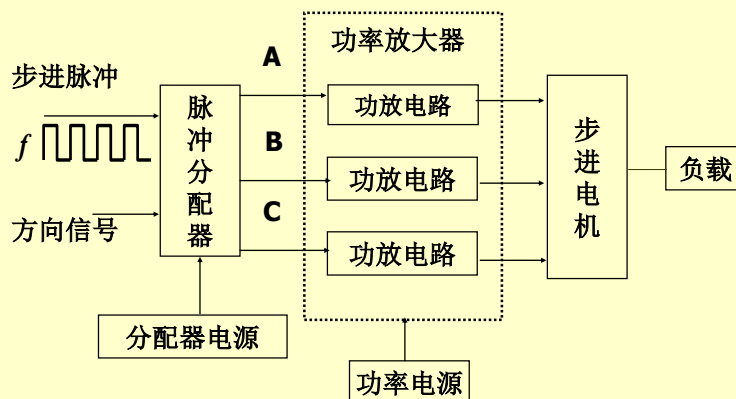 功率放大器
A
步进脉冲
f
方向信号
脉冲分配器
B
C
功放电路
功放电路
功放电路
步进电机
负载
分配器电源
功率电源